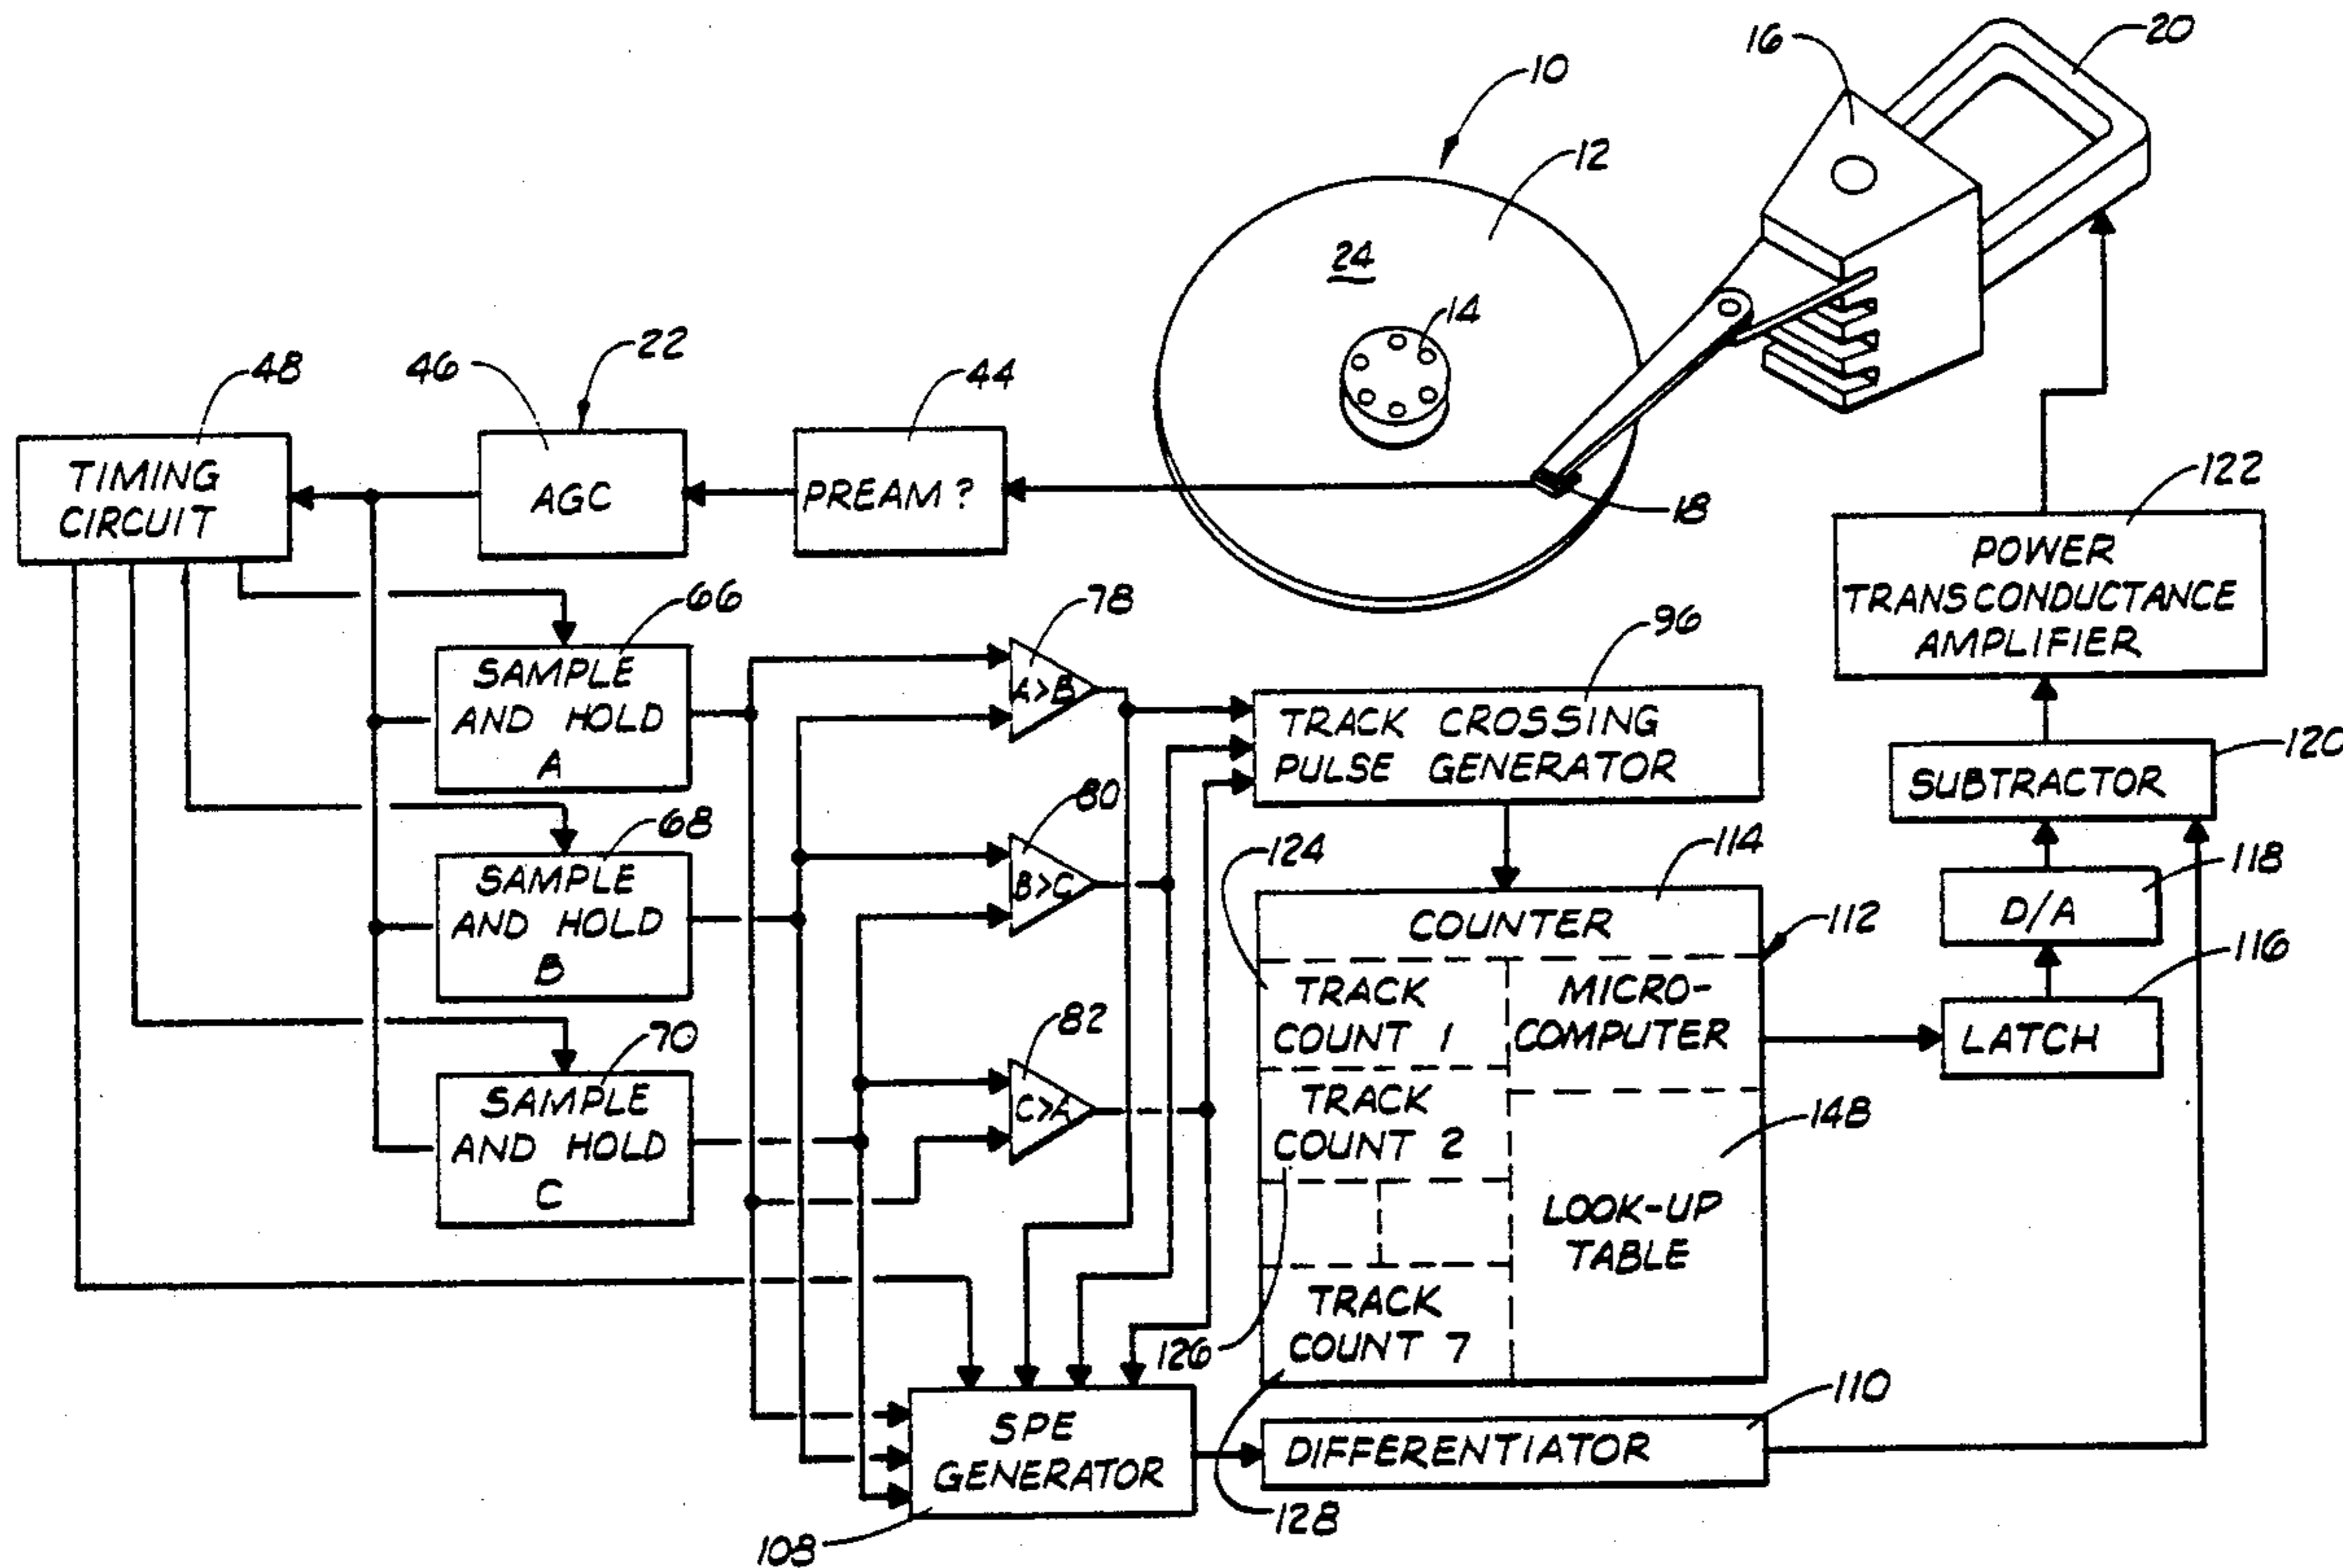 20
16
10
12
24
14
22
48
46
44
TIMING
CIRCUIT
AGC
PREAM?
18
122
POWER
TRANSCONDUCTANCE
AMPLIFIER
66
SAMPLE
AND HOLD
A
78
A>B
96
TRACK CROSSING
PULSE GENERATOR
120
SUBTRACTOR
68
SAMPLE
AND HOLD
B
80
B>C
124
114
COUNTER
112
118
D/A
116
LATCH
TRACK
COUNT 1
MICRO-
COMPUTER
70
SAMPLE
AND HOLD
C
82
C>A
TRACK
COUNT 2
148
LOOK-UP
TABLE
TRACK
COUNT 7
126
110
SPE
GENERATOR
DIFFERENTIATOR
128
108